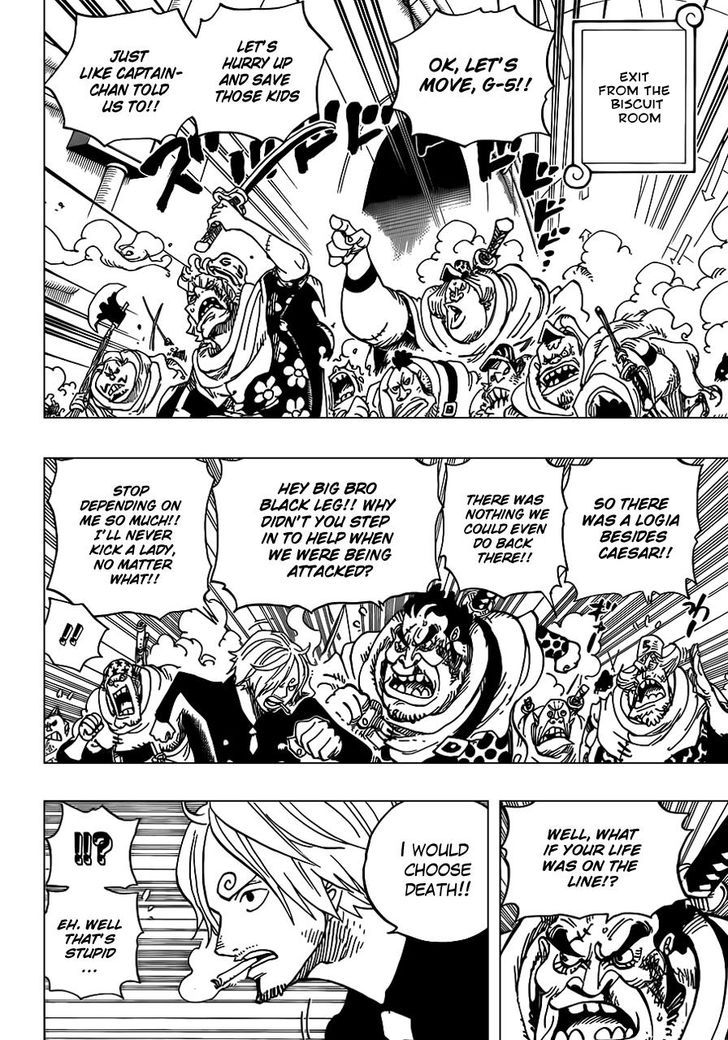 EXIT
FROM THE
BISCUIT
ROOM
OK, LET'S
MOVE, G-5!!
LET'S
HURRY UP
AND SAVE
THOSE KIDS
JUST
LIKE CAPTAIN-
CHAN TOLD
US TO!!
SO THERE
WAS A LOGIA
BESIDES
CAESAR!!
THERE WAS
NOTHING WE
COULD EVEN
DO BACK
THERE!!
HEY BIG BRO
BLACK LEG!! WHY
DIDN'T YOU STEP
IN TO HELP WHEN
WE WERE BEING
ATTACKED?
STOP
DEPENDING ON
ME SO MUCH!!
I'LL NEVER
KICK A LADY,
NO MATTER
WHAT!!
!!
WELL, WHAT
IF YOUR LIFE
WAS ON THE
LINE!?
I WOULD
CHOOSE
DEATH!!
!!?
EH. WELL
THAT'S
STUPID
...